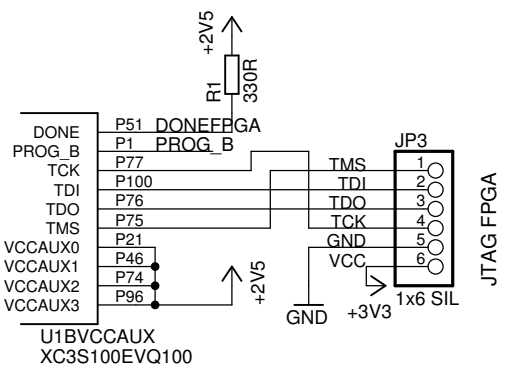 +2V5
R1
330R
DONE P51 DONEFPGA
PROG_B P1 PROG_B
TCK P77
TDI P100
TDO P76
TMS P75
VCCAUX0 P21
VCCAUX1 P46
VCCAUX2 P74
VCCAUX3 P96
+2V5
U1BVCCAUX
XC3S100EVQ100
JP3
TMS 1
TDI 2
TDO 3
TCK 4
GND 5
VCC 6
GND
+3V3
1x6 SIL
JTAG FPGA